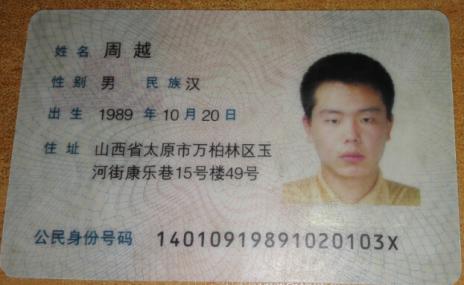 姓名 周越
性别 男 民族 汉
出生 1989 年 10 月 20 日
住址 山西省太原市万柏林区玉
河街康乐巷15号楼49号
公民身份号码 14010919891020103X